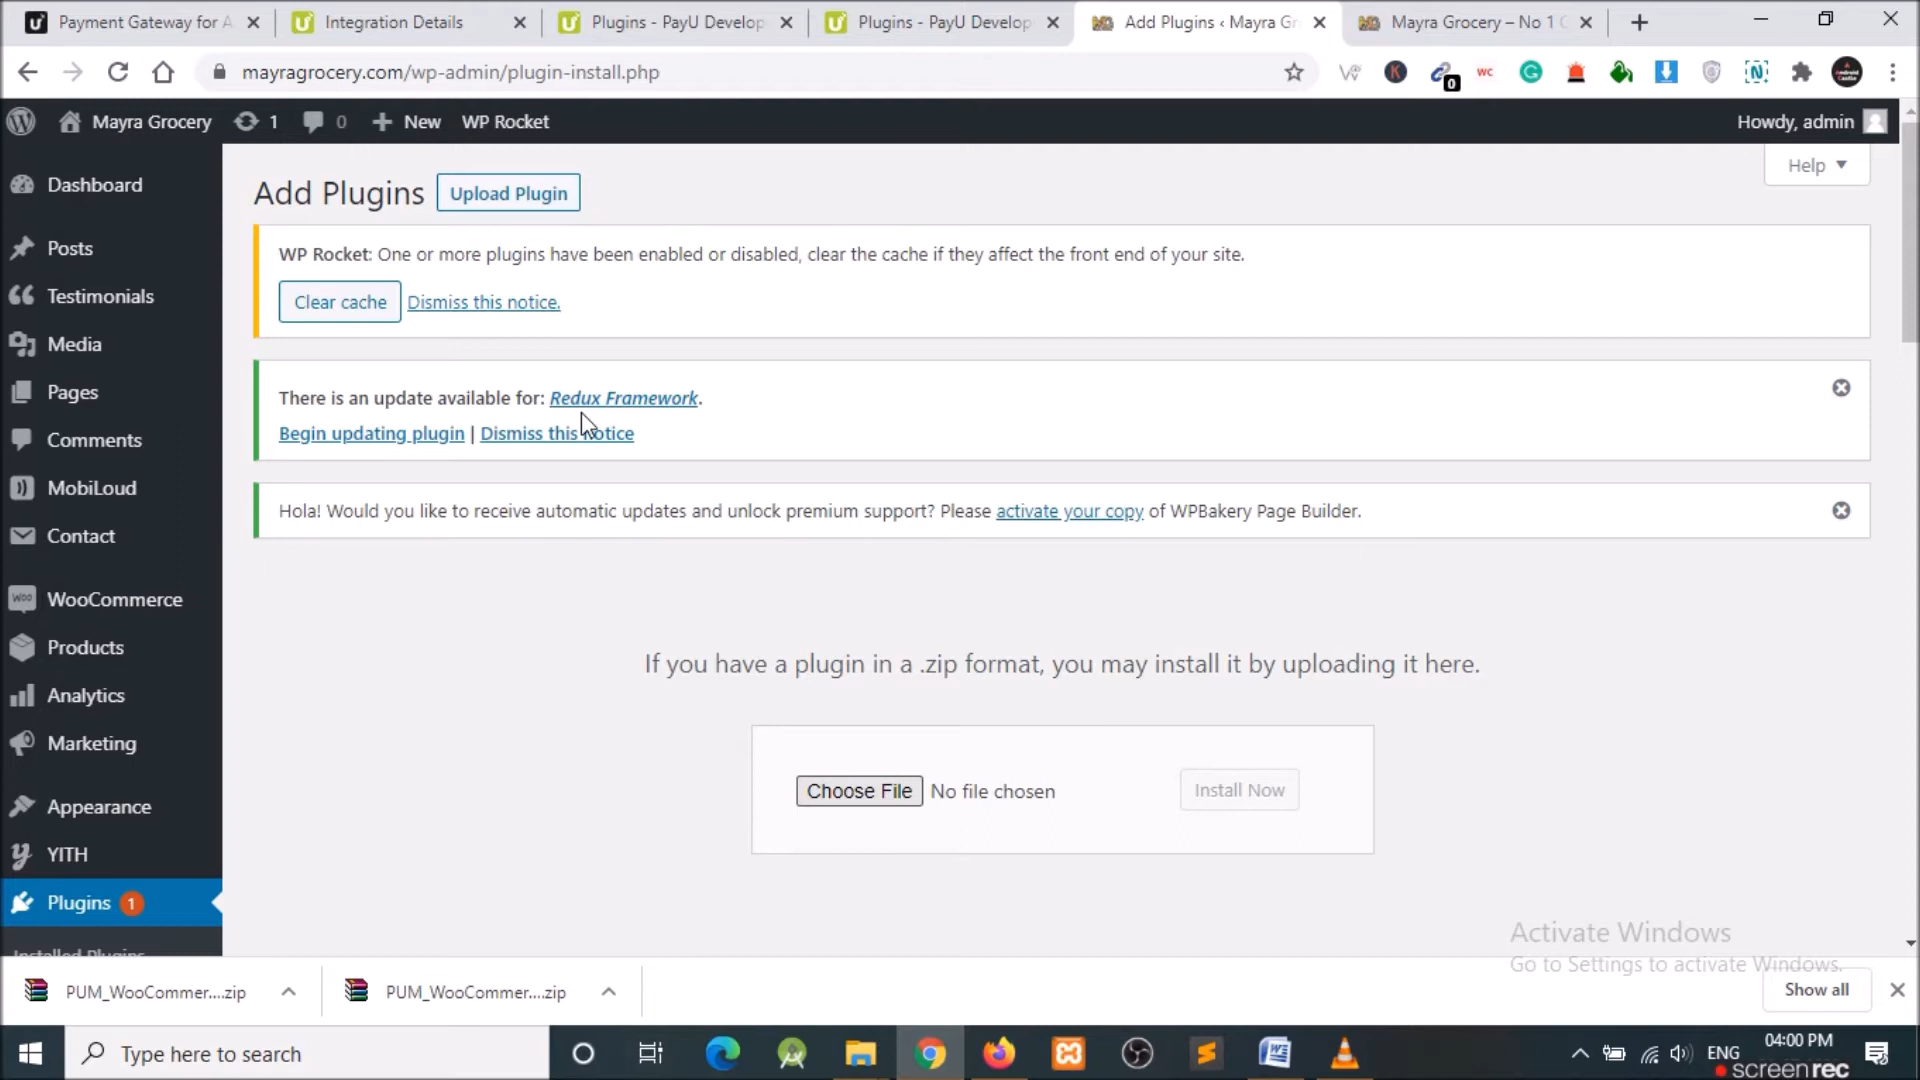 Payment Gateway for A
Integration Details
Plugins - PayU Develop
Plugins - PayU Develop
Add Plugins ‹ Mayra Gr
Mayra Grocery – No 1 G
mayragrocery.com/wp-admin/plugin-install.php
0
WC
Mayra Grocery
1
0
New
WP Rocket
Howdy, admin
Dashboard
Posts
Testimonials
Media
Pages
Comments
MobiLoud
Contact
WooCommerce
Products
Analytics
Marketing
Appearance
YITH
Plugins 1
Installed Plugins
Help
Add Plugins
Upload Plugin
WP Rocket: One or more plugins have been enabled or disabled, clear the cache if they affect the front end of your site.
Clear cache
Dismiss this notice.
There is an update available for: Redux Framework.
Begin updating plugin | Dismiss this notice
Hola! Would you like to receive automatic updates and unlock premium support? Please activate your copy of WPBakery Page Builder.
If you have a plugin in a .zip format, you may install it by uploading it here.
Choose File No file chosen
Install Now
Activate Windows
Go to Settings to activate Windows.
PUM_WooCommer....zip
PUM_WooCommer....zip
Show all
Type here to search
ENG
04:00 PM
screenrec